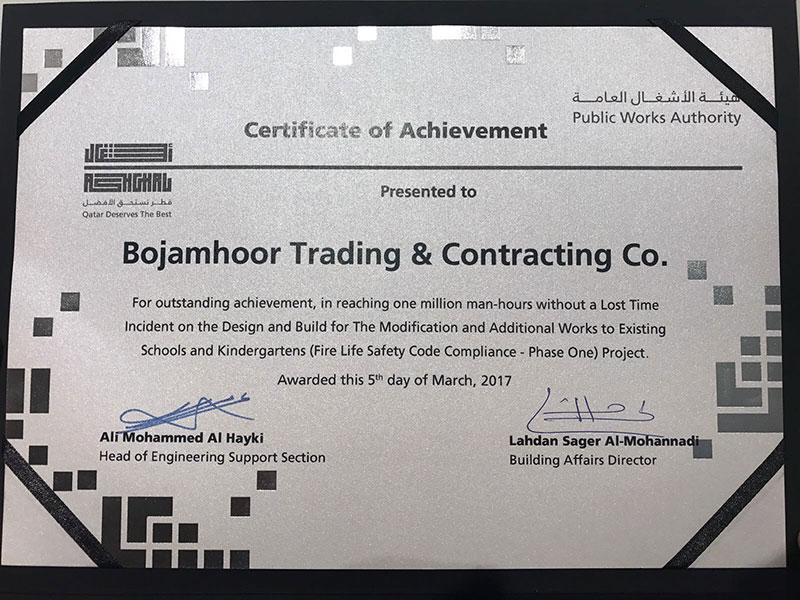 هيئة الأشغال العامة
Public Works Authority
Certificate of Achievement
أشغال
ASHGHAL
قطر تستحق الأفضل
Qatar Deserves The Best
Presented to
Bojamhoor Trading & Contracting Co.
For outstanding achievement, in reaching one million man-hours without a Lost Time
Incident on the Design and Build for The Modification and Additional Works to Existing
Schools and Kindergartens (Fire Life Safety Code Compliance - Phase One) Project.
Awarded this 5th day of March, 2017
Ali Mohammed Al Hayki
Head of Engineering Support Section
Lahdan Sager Al-Mohannadi
Building Affairs Director